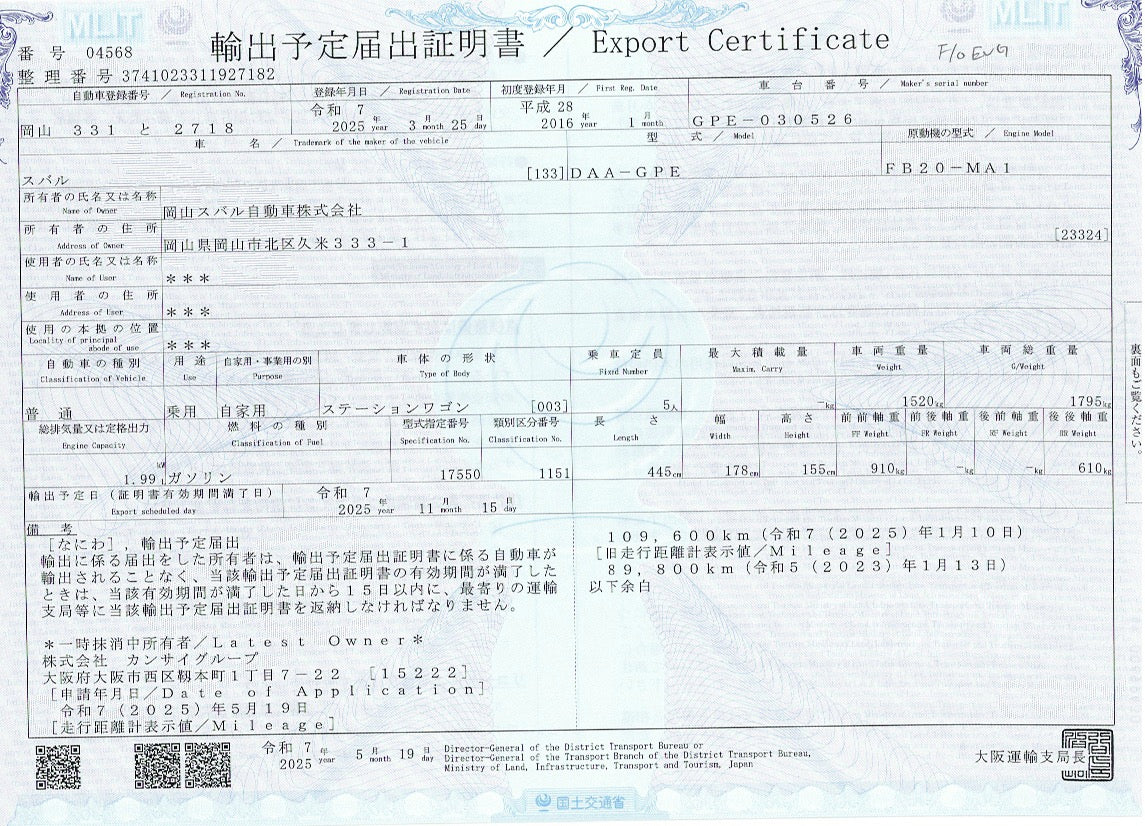 MLIT
MLIT
番 号 04568
輸出予定届出証明書 / Export Certificate
F/O ENG
整理番号 3741023311927182
自動車登録番号 / Registration No.
登録年月日 / Registration Date
初度登録年月 / First Reg. Date
車 台 番 号 / Maker's serial number
岡山 331 と 2718
令和 7
2025 年 year 3 月 month 25 日 day
平成 28
2016 年 year 1 月 month
GPE-030526
車 名 / Trademark of the maker of the vehicle
型 式 / Model
原動機の型式 / Engine Model
スバル [133]
DAA-GPE
FB20-MA1
所有者の氏名又は名称
Name of Owner
岡山スバル自動車株式会社
所有者の住所
Address of Owner
岡山県岡山市北区久米333-1 [23324]
使用者の氏名又は名称
Name of User
***
使用者の住所
Address of User
***
使用の本拠の位置
Locality of principal abode of use
***
自動車の種別
Classification of Vehicle
用途
Use
自家用・事業用の別
Purpose
車体の形状
Type of Body
乗車定員
Fixed Number
最大積載量
Maxim. Carry
車両重量
Weight
車両総重量
G/Weight
普通
乗用
自家用
ステーションワゴン [003]
5人
-kg
1520kg
1795kg
総排気量又は定格出力
Engine Capacity
燃料の種別
Classification of Fuel
型式指定番号
Specification No.
類別区分番号
Classification No.
長 さ
Length
幅
Width
高さ
Height
前前軸重
FF Weight
前後軸重
FR Weight
後前軸重
RF Weight
後後軸重
RR Weight
1.99 kW l
ガソリン
17550
1151
445cm
178cm
155cm
910kg
-kg
-kg
610kg
輸出予定日(証明書有効期間満了日)
Export scheduled day
令和 7
2025 年 year 11 月 month 15 日 day
備 考
[なにわ],輸出予定届出
輸出に係る届出をした所有者は、輸出予定届出証明書に係る自動車が
輸出されることなく、当該輸出予定届出証明書の有効期間が満了した
ときは、当該有効期間が満了した日から15日以内に、最寄りの運輸
支局等に当該輸出予定届出証明書を返納しなければなりません。
*一時抹消中所有者/Latest Owner*
株式会社 カンサイグループ
大阪府大阪市西区靱本町1丁目7-22 [15222]
[申請年月日/Date of Application]
令和7(2025)年5月19日
[走行距離計表示値/Mileage]
109,600km(令和7(2025)年1月10日)
[旧走行距離計表示値/Mileage]
89,800km(令和5(2023)年1月13日)
以下余白
裏面もご覧ください。
令和 7
2025 年 year 5 月 month 19 日 day
Director-General of the District Transport Bureau or
Director-General of the Transport Branch of the District Transport Bureau,
Ministry of Land, Infrastructure, Transport and Tourism, Japan
大阪運輸支局長
国土交通省